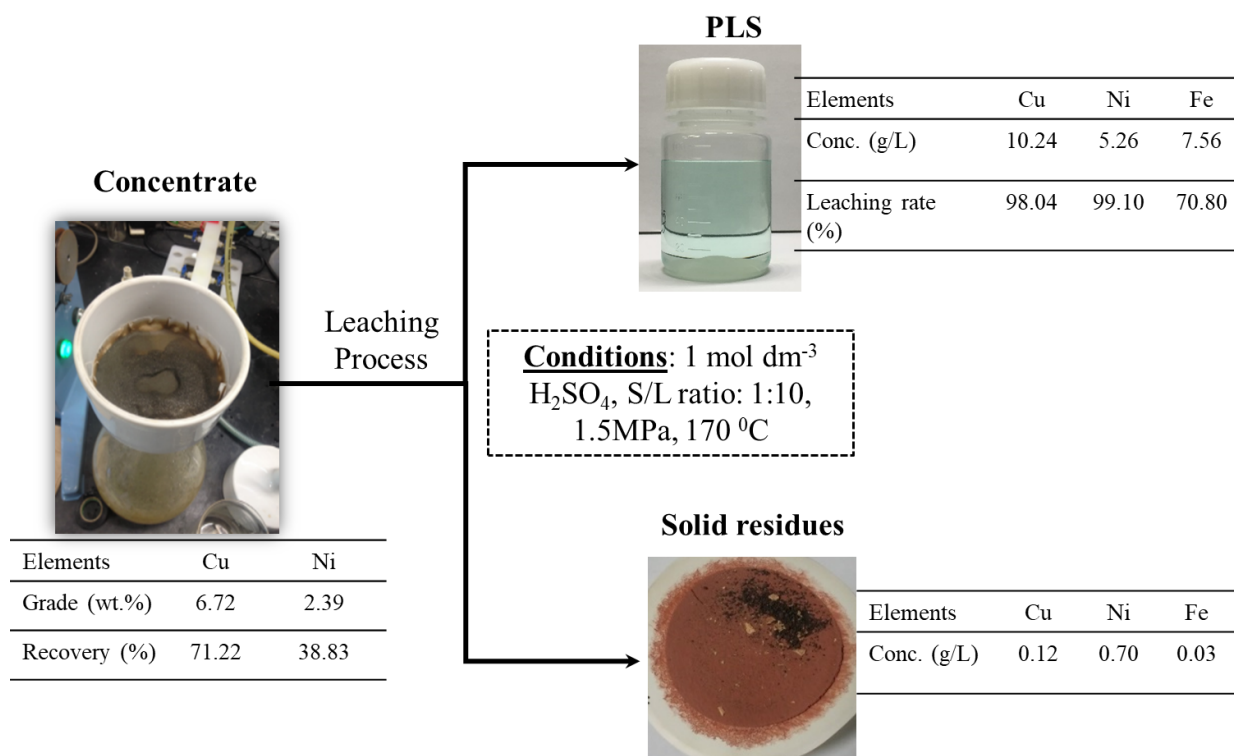 PLS
Elements Cu Ni Fe
Conc. (g/L) 10.24 5.26 7.56
Leaching rate 98.04 99.10 70.80
(%)
Concentrate
Leaching
Process
Conditions: 1 mol dm⁻³
H₂SO₄, S/L ratio: 1:10,
1.5MPa, 170 ⁰C
Elements Cu Ni
Grade (wt.%) 6.72 2.39
Recovery (%) 71.22 38.83
Solid residues
Elements Cu Ni Fe
Conc. (g/L) 0.12 0.70 0.03